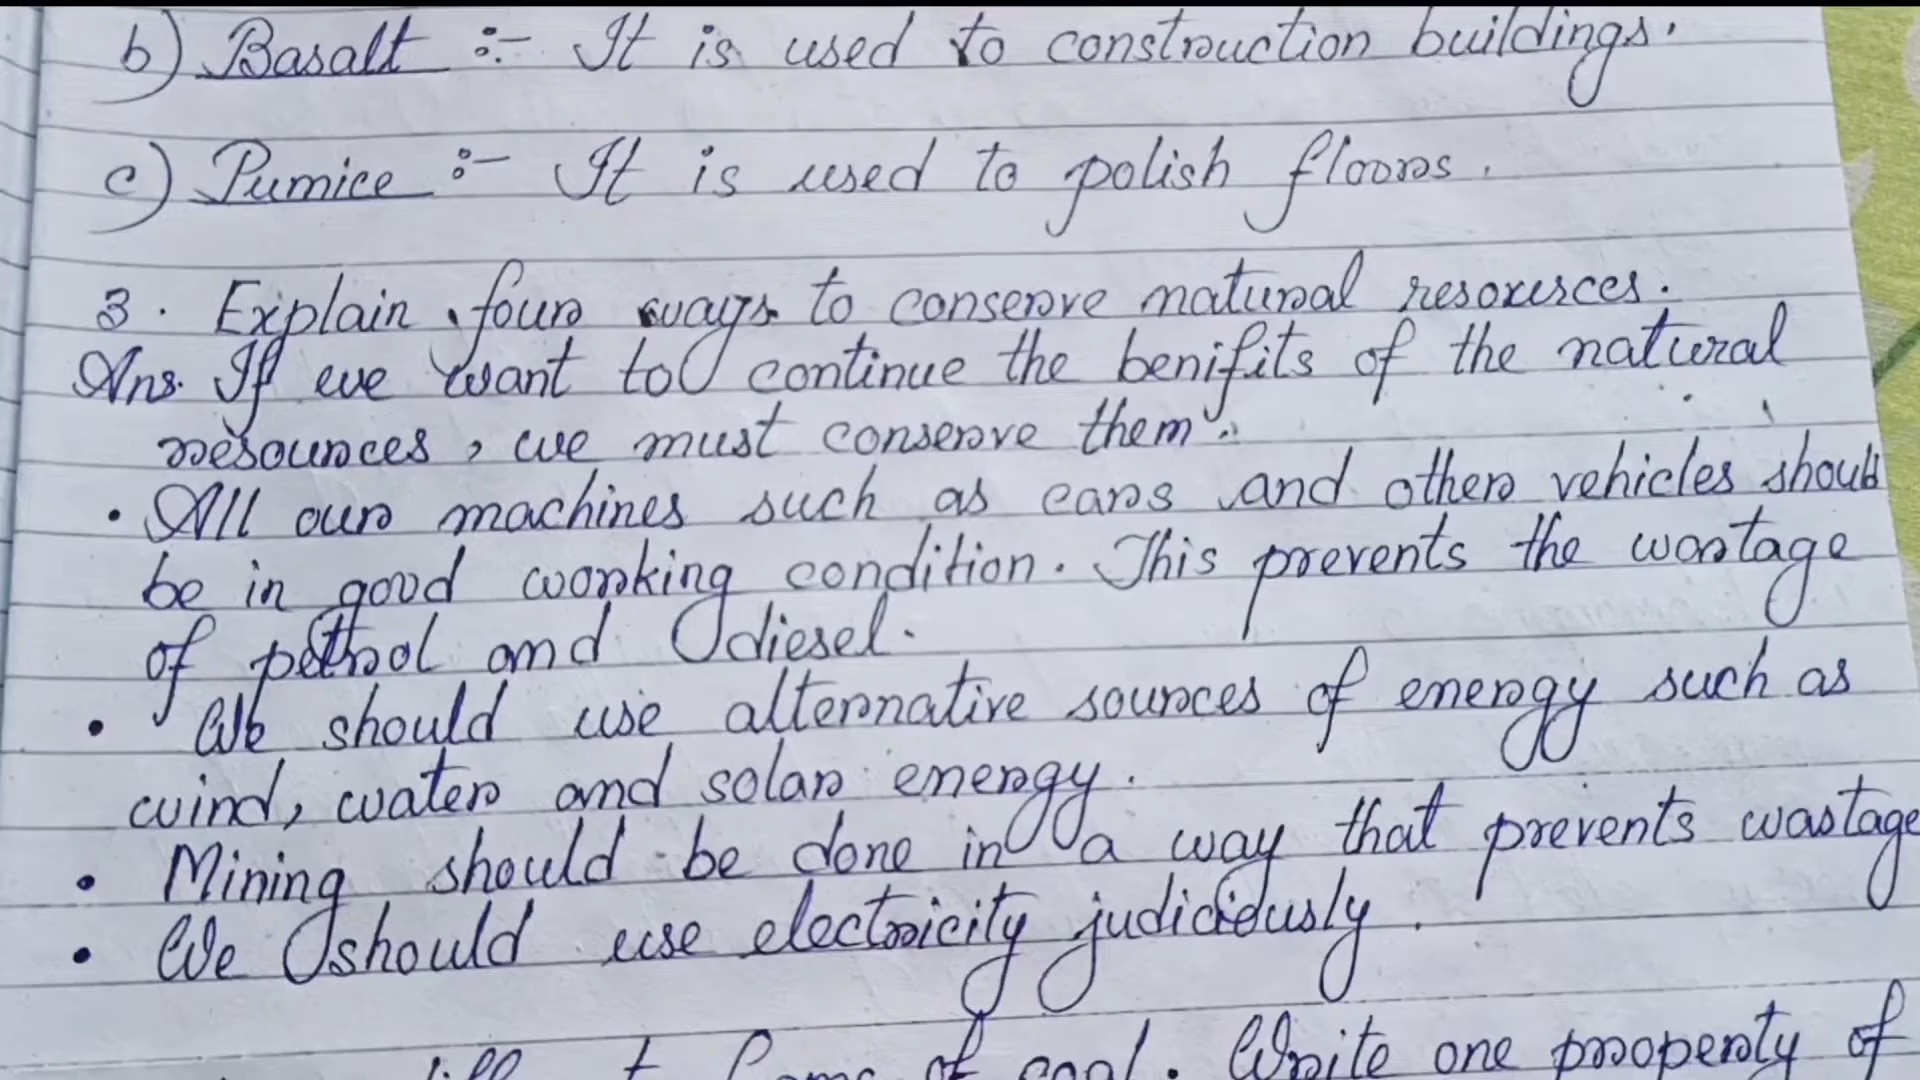 b) Basalt :- It is used to construction buildings.
c) Pumice :- It is used to polish floors.
3. Explain four ways to conserve natural resources.
Ans. If we want to continue the benifits of the natural
resources, we must conserve them.
• All our machines such as cars and other vehicles should
be in good working condition. This prevents the wastage
of pethrol and diesel.
• We should use alternative sources of energy such as
wind, water and solar energy.
• Mining should be done in a way that prevents wastage
• We should use electricity judiciously.
of coal. Write one property of